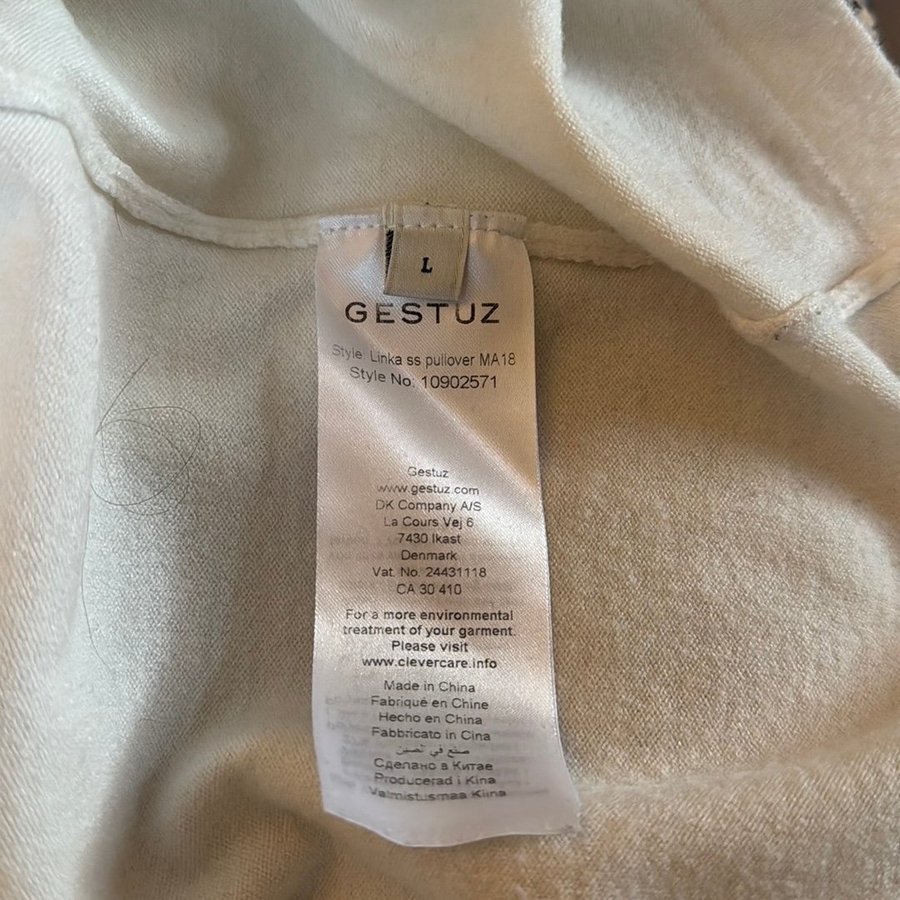 L
GESTUZ
Style: Linka ss pullover MA18
Style No: 10902571
Gestuz
www.gestuz.com
DK Company A/S
La Cours Vej 6
7430 Ikast
Denmark
Vat. No. 24431118
CA 30 410
For a more environmental
treatment of your garment.
Please visit
www.clevercare.info
Made in China
Fabriqué en Chine
Hecho en China
Fabbricato in Cina
صنع في الصين
Сделано в Китае
Producerad i Kina
Valmistusmaa Kiina